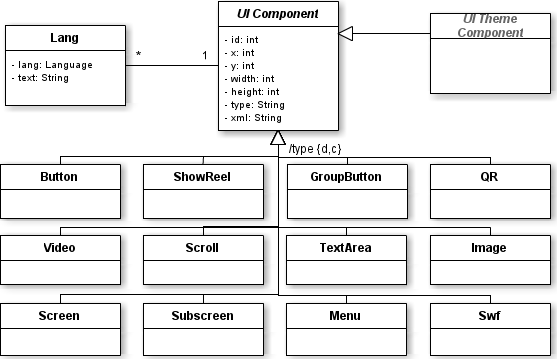 UI Component
UI Theme
Component
Lang
- id: int
- x: int
- y: int
- width: int
- height: int
- type: String
- xml: String
- lang: Language
- text: String
* 1
/type {d,c}
Button ShowReel GroupButton QR
Video Scroll TextArea Image
Screen Subscreen Menu Swf